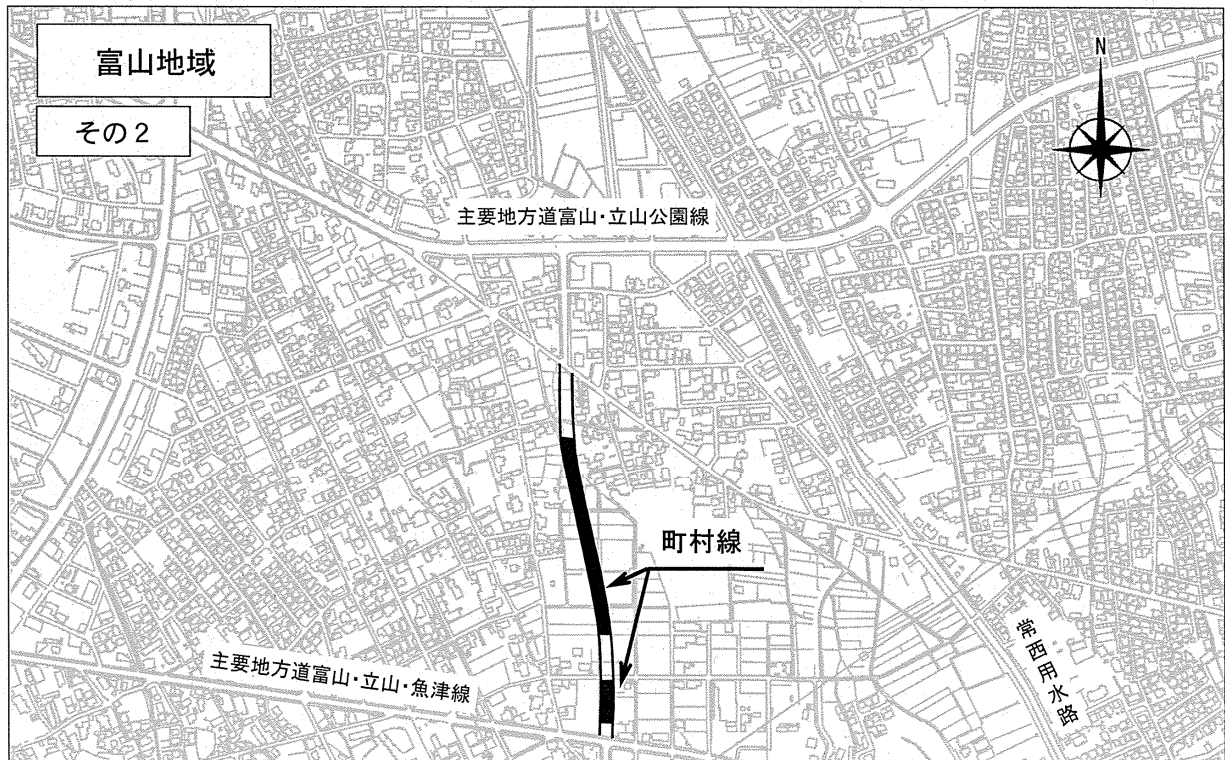 富山地域
その2
N
主要地方道富山・立山公園線
町村線
主要地方道富山・立山・魚津線
常西用水路